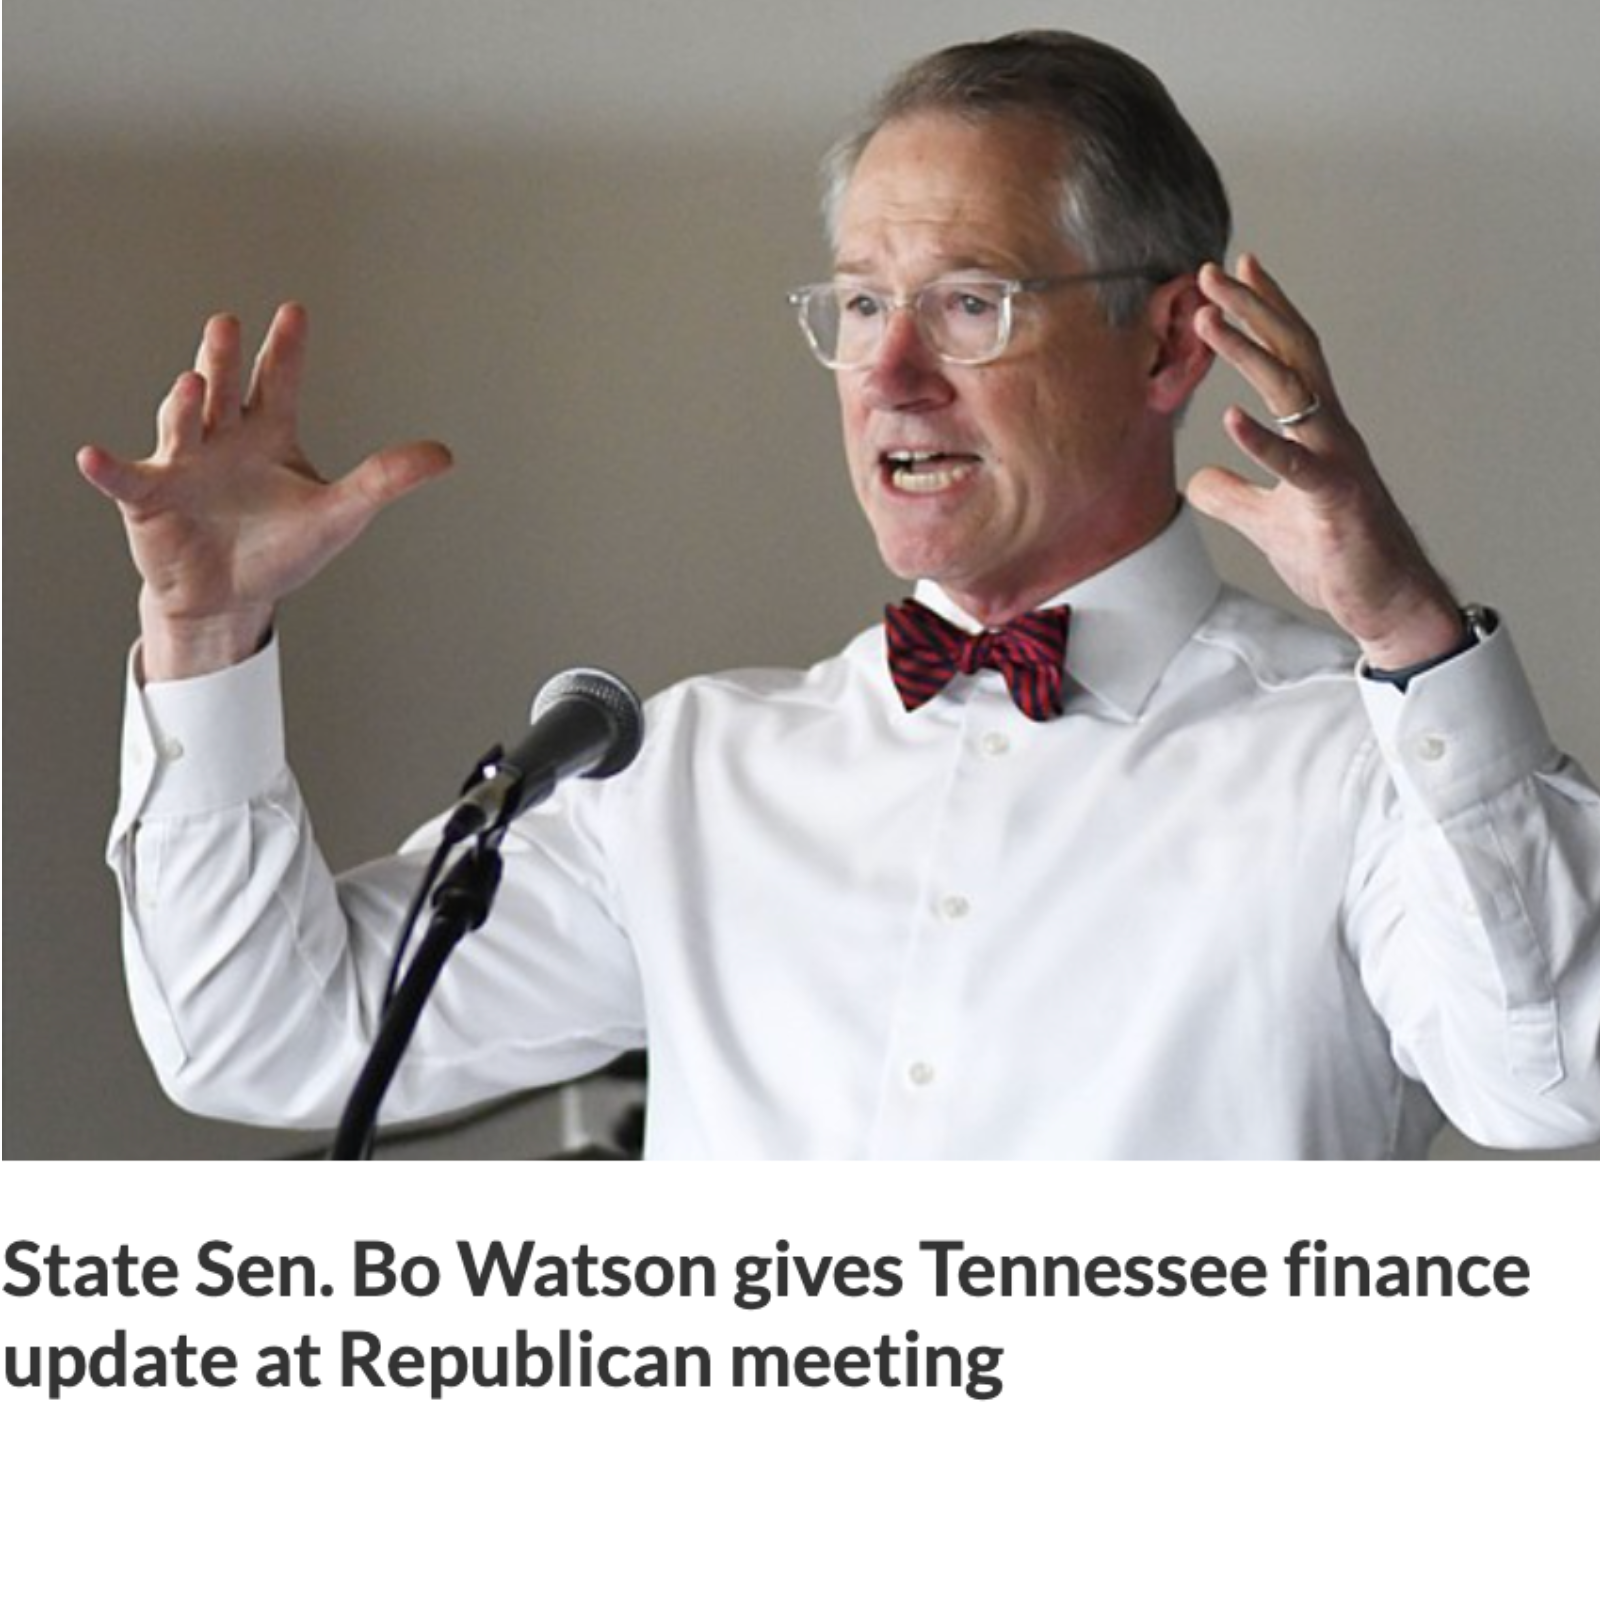 State Sen. Bo Watson gives Tennessee finance
update at Republican meeting